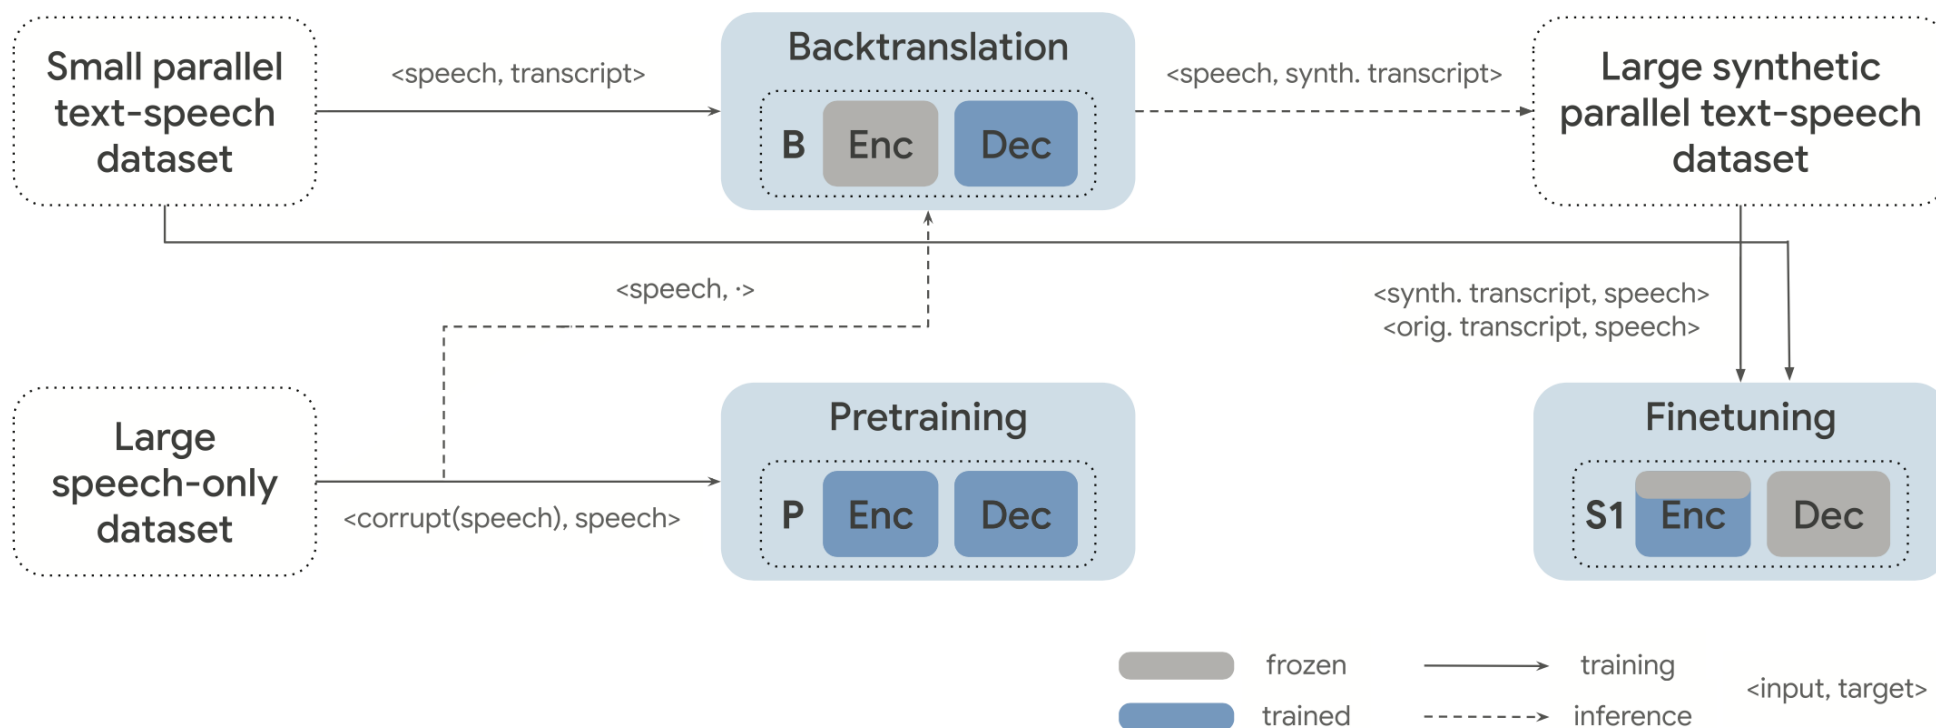 Small parallel
text-speech
dataset
<speech, transcript>
Backtranslation
B Enc Dec
<speech, synth. transcript>
Large synthetic
parallel text-speech
dataset
<speech, ·>
<synth. transcript, speech>
<orig. transcript, speech>
Large
speech-only
dataset
<corrupt(speech), speech>
Pretraining
P Enc Dec
Finetuning
S1 Enc Dec
frozen
training
<input, target>
trained
inference